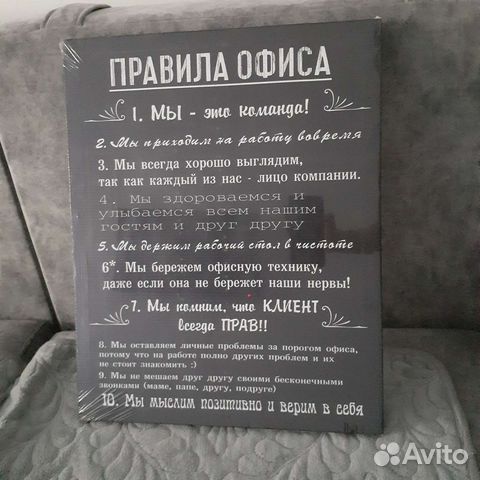 ПРАВИЛА ОФИСА
1. МЫ - это команда!
2. Мы приходим на работу вовремя
3. Мы всегда хорошо выглядим,
так как каждый из нас - лицо компании.
4. Мы здороваемся и
улыбаемся всем нашим
гостям и друг другу
5. Мы держим рабочий стол в чистоте
6*. Мы бережем офисную технику,
даже если она не бережет наши нервы!
7. Мы помним, что КЛИЕНТ
всегда ПРАВ!!
8. Мы оставляем личные проблемы за порогом офиса,
потому что на работе полно других проблем и их
не стоит знакомить :)
9. Мы не мешаем друг другу своими бесконечными
звонками (маме, папе, другу, подруге)
10. Мы мыслим позитивно и верим в себя
Avito